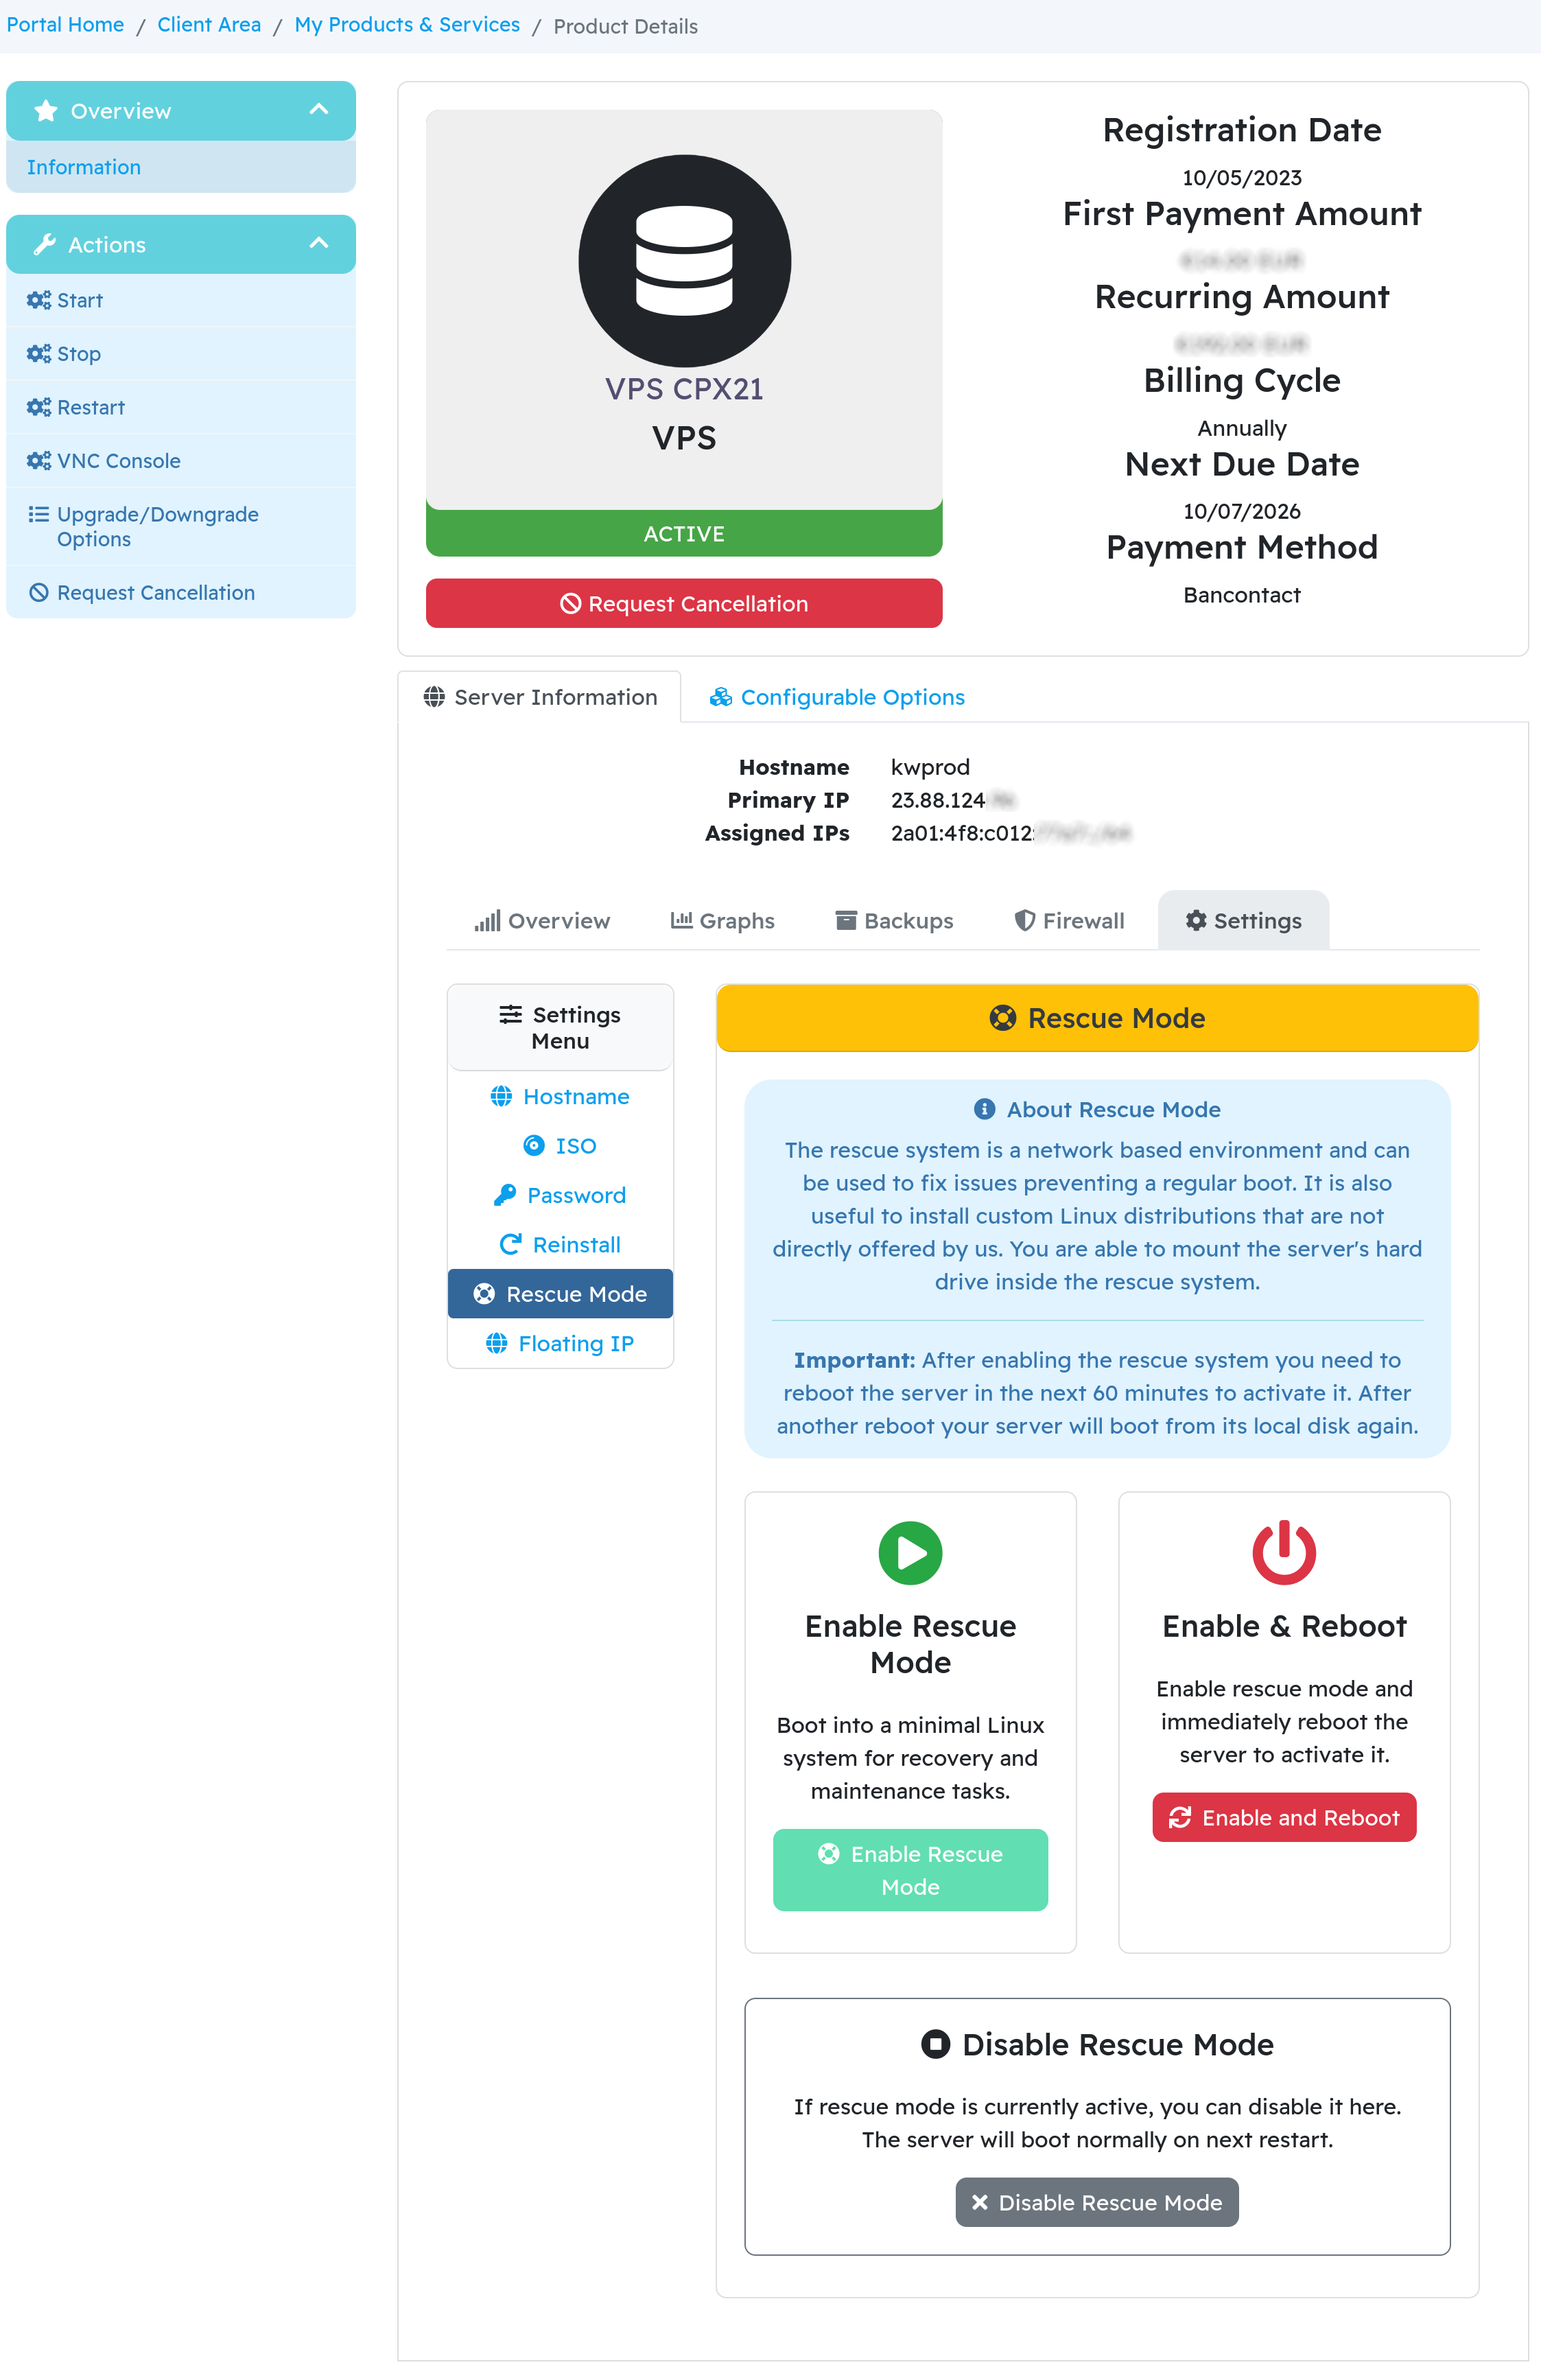 Portal Home / Client Area / My Products & Services / Product Details
Overview
Information
Actions
Start
Stop
Restart
VNC Console
Upgrade/Downgrade
Options
Request Cancellation
VPS CPX21
VPS
ACTIVE
Request Cancellation
Registration Date
10/05/2023
First Payment Amount
Recurring Amount
Billing Cycle
Annually
Next Due Date
10/07/2026
Payment Method
Bancontact
Server Information
Configurable Options
Hostname kwprod
Primary IP 23.88.124
Assigned IPs 2a01:4f8:c012:
Overview Graphs Backups Firewall Settings
Settings
Menu
Hostname
ISO
Password
Reinstall
Rescue Mode
Floating IP
Rescue Mode
About Rescue Mode
The rescue system is a network based environment and can
be used to fix issues preventing a regular boot. It is also
useful to install custom Linux distributions that are not
directly offered by us. You are able to mount the server's hard
drive inside the rescue system.
Important: After enabling the rescue system you need to
reboot the server in the next 60 minutes to activate it. After
another reboot your server will boot from its local disk again.
Enable Rescue
Mode
Boot into a minimal Linux
system for recovery and
maintenance tasks.
Enable Rescue
Mode
Enable & Reboot
Enable rescue mode and
immediately reboot the
server to activate it.
Enable and Reboot
Disable Rescue Mode
If rescue mode is currently active, you can disable it here.
The server will boot normally on next restart.
Disable Rescue Mode